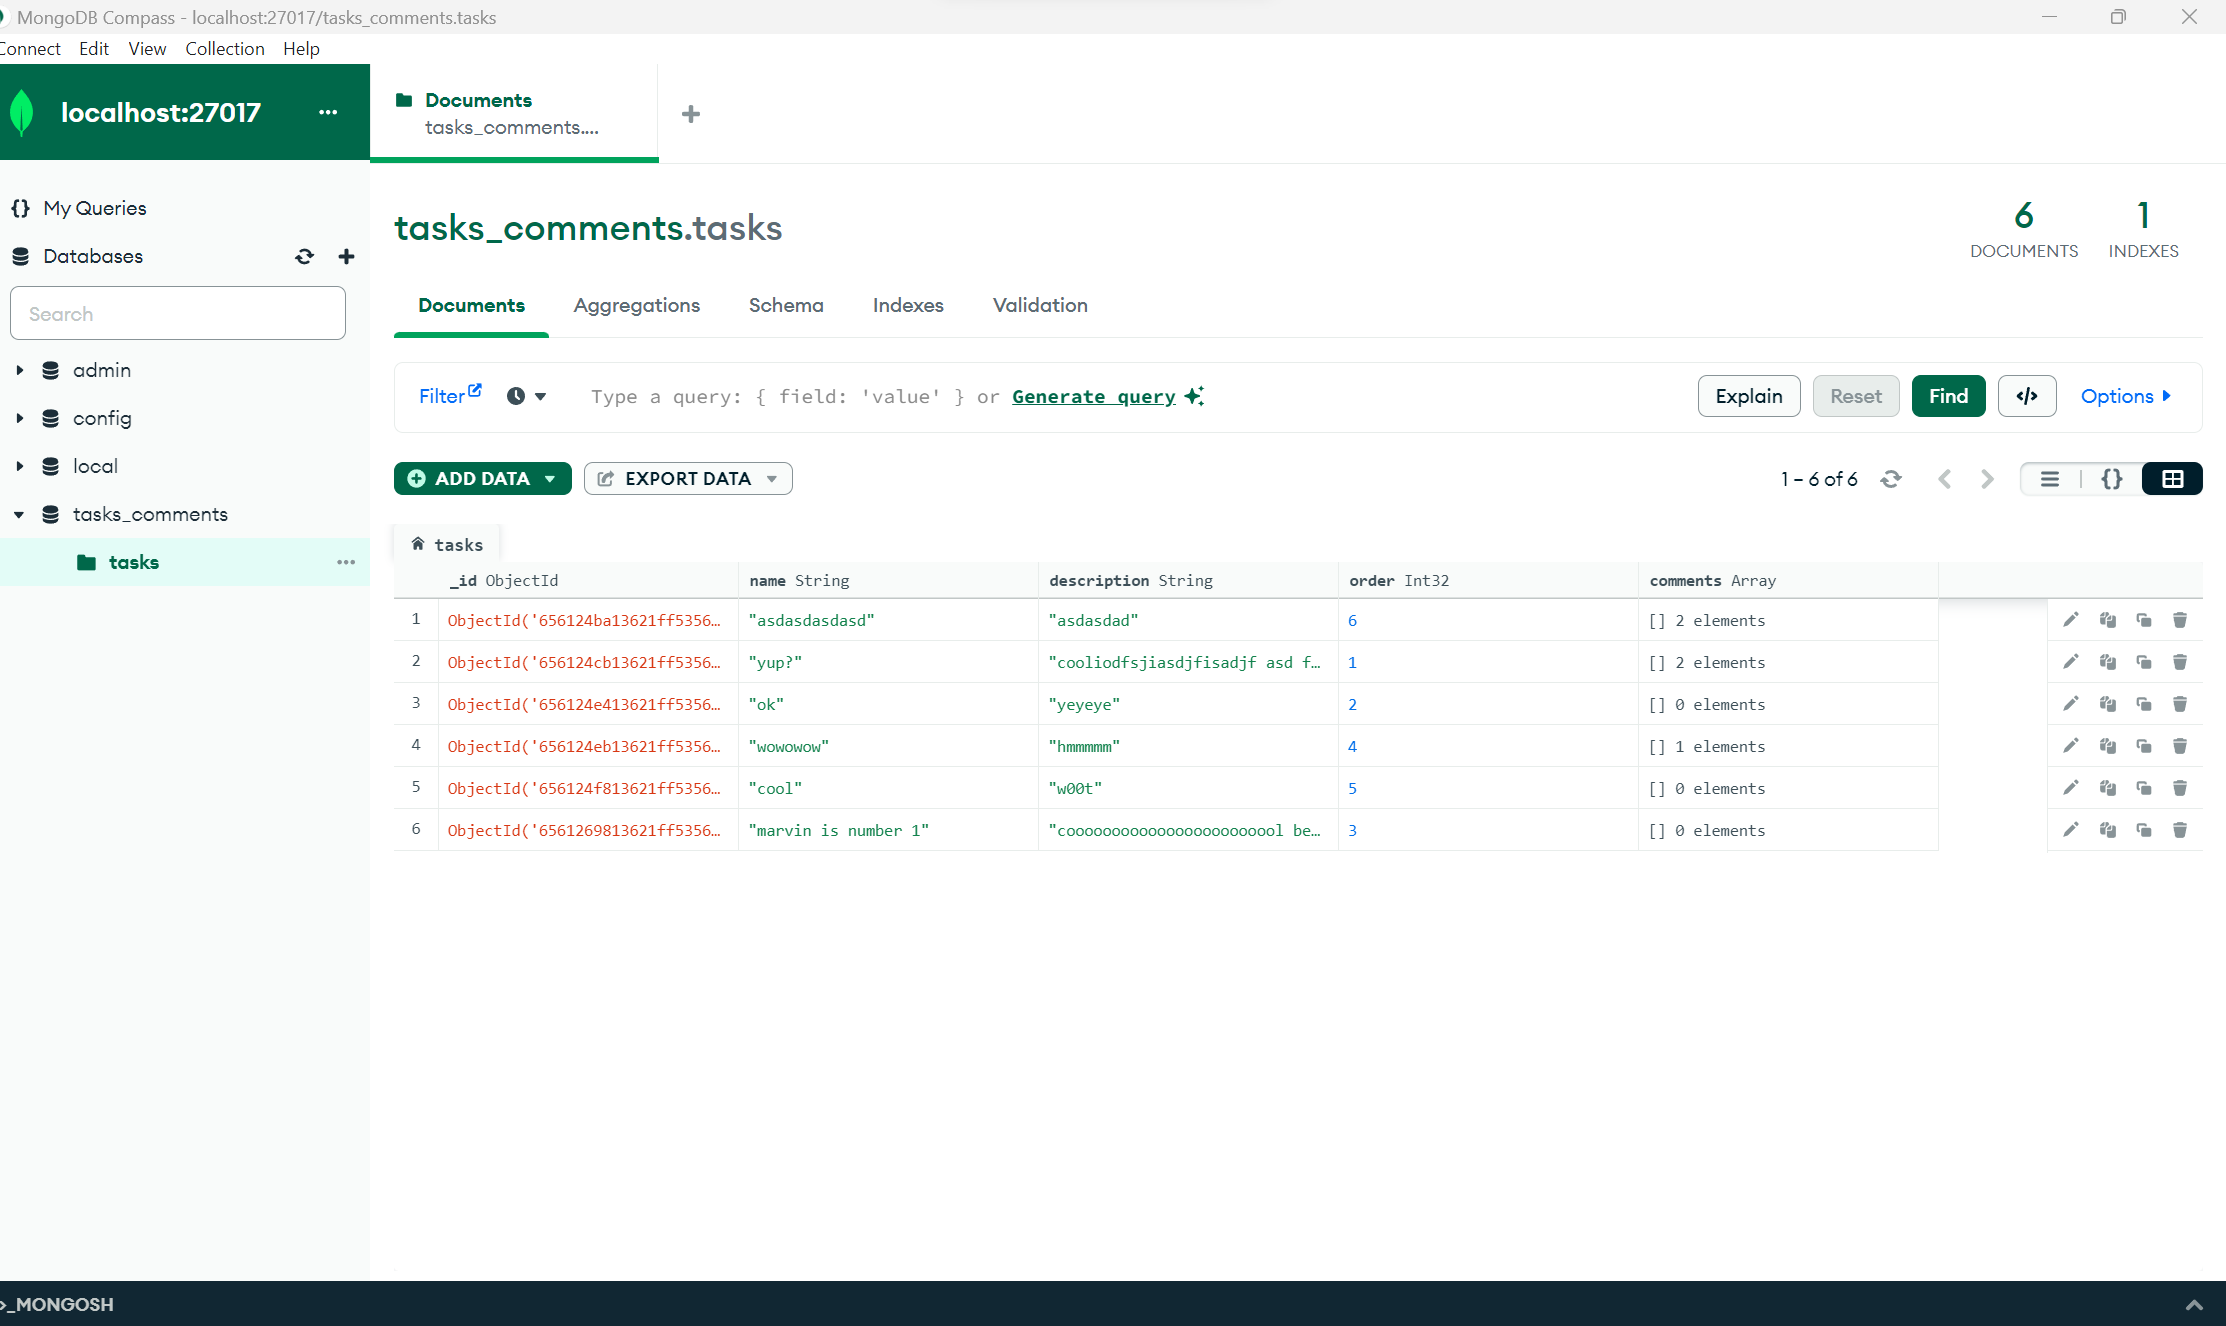 MongoDB Compass - localhost:27017/tasks_comments.tasks
Connect Edit View Collection Help
localhost:27017
Documents
tasks_comments....
My Queries
Databases
Search
admin
config
local
tasks_comments
tasks
tasks_comments.tasks
6
DOCUMENTS
1
INDEXES
Documents Aggregations Schema Indexes Validation
Filter Type a query: { field: 'value' } or Generate query Explain Reset Find </> Options
ADD DATA EXPORT DATA 1 – 6 of 6 {}
tasks
_id ObjectId name String description String order Int32 comments Array
1 ObjectId('656124ba13621ff5356… "asdasdasdasd" "asdasdad" 6 [] 2 elements
2 ObjectId('656124cb13621ff5356… "yup?" "cooliodfsjiasdjfisadjf asd f… 1 [] 2 elements
3 ObjectId('656124e413621ff5356… "ok" "yeyeye" 2 [] 0 elements
4 ObjectId('656124eb13621ff5356… "wowowow" "hmmmmm" 4 [] 1 elements
5 ObjectId('656124f813621ff5356… "cool" "w00t" 5 [] 0 elements
6 ObjectId('6561269813621ff5356… "marvin is number 1" "coooooooooooooooooooooool be… 3 [] 0 elements
>_MONGOSH